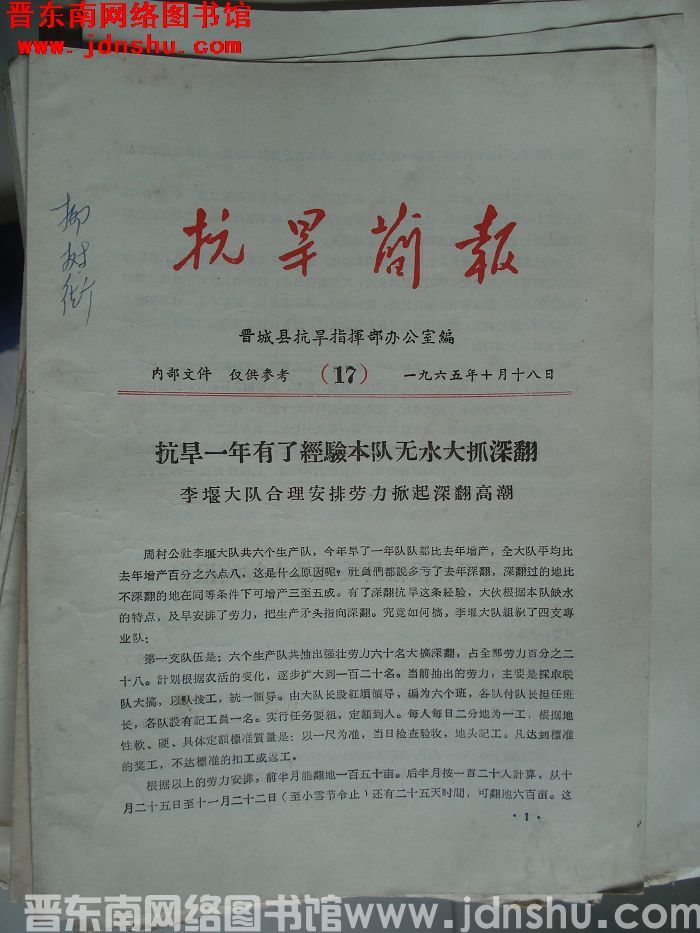 晋东南网络图书馆
www.jdnshu.com
柳树街
抗旱简報
晋城县抗旱指揮部办公室編
内部文件　仅供参考　（17）　一九六五年十月十八日
抗旱一年有了經驗本队无水大抓深翻
李堰大队合理安排劳力掀起深翻高潮
周村公社李堰大队共六个生产队，今年旱了一年队队都比去年增产，全大队平均比
去年增产百分之六点八，这是什么原因呢？社員們都說多亏了去年深翻，深翻过的地比
不深翻的地在同等条件下可增产三至五成。有了深翻抗旱这条经驗，大伙根据本队缺水
的特点，及早安排了劳力，把生产矛头指向深翻。究竟如何搞，李堰大队組织了四支專
业队：
第一支队伍是：六个生产队共抽出强壮劳力六十名大搞深翻，占全部劳力百分之二
十八。計划根据农活的变化，逐步扩大到一百二十名。当前抽出的劳力，主要是採取联
队大搞，以队拨工，統一領导。由大队长段紅順領导，编为六个班，各队付队长担任班
长，各队設有記工員一名。实行任务要組，定額到人。每人每日二分地为一工，根据地
性軟、硬、具体定額標准質量是：以一尺为准，当日检查驗收，地头記工。凡达到標准
的奖工，不达標准的扣工或返工。
根据以上的劳力安排，前半月能翻地一百五十亩。后半月按一百二十人計算，从十
月二十五日至十一月二十二日（至小雪节令止）还有二十五天时間，可翻地六百亩。这
·1·
晋东南网络图书馆www.jdnshu.com